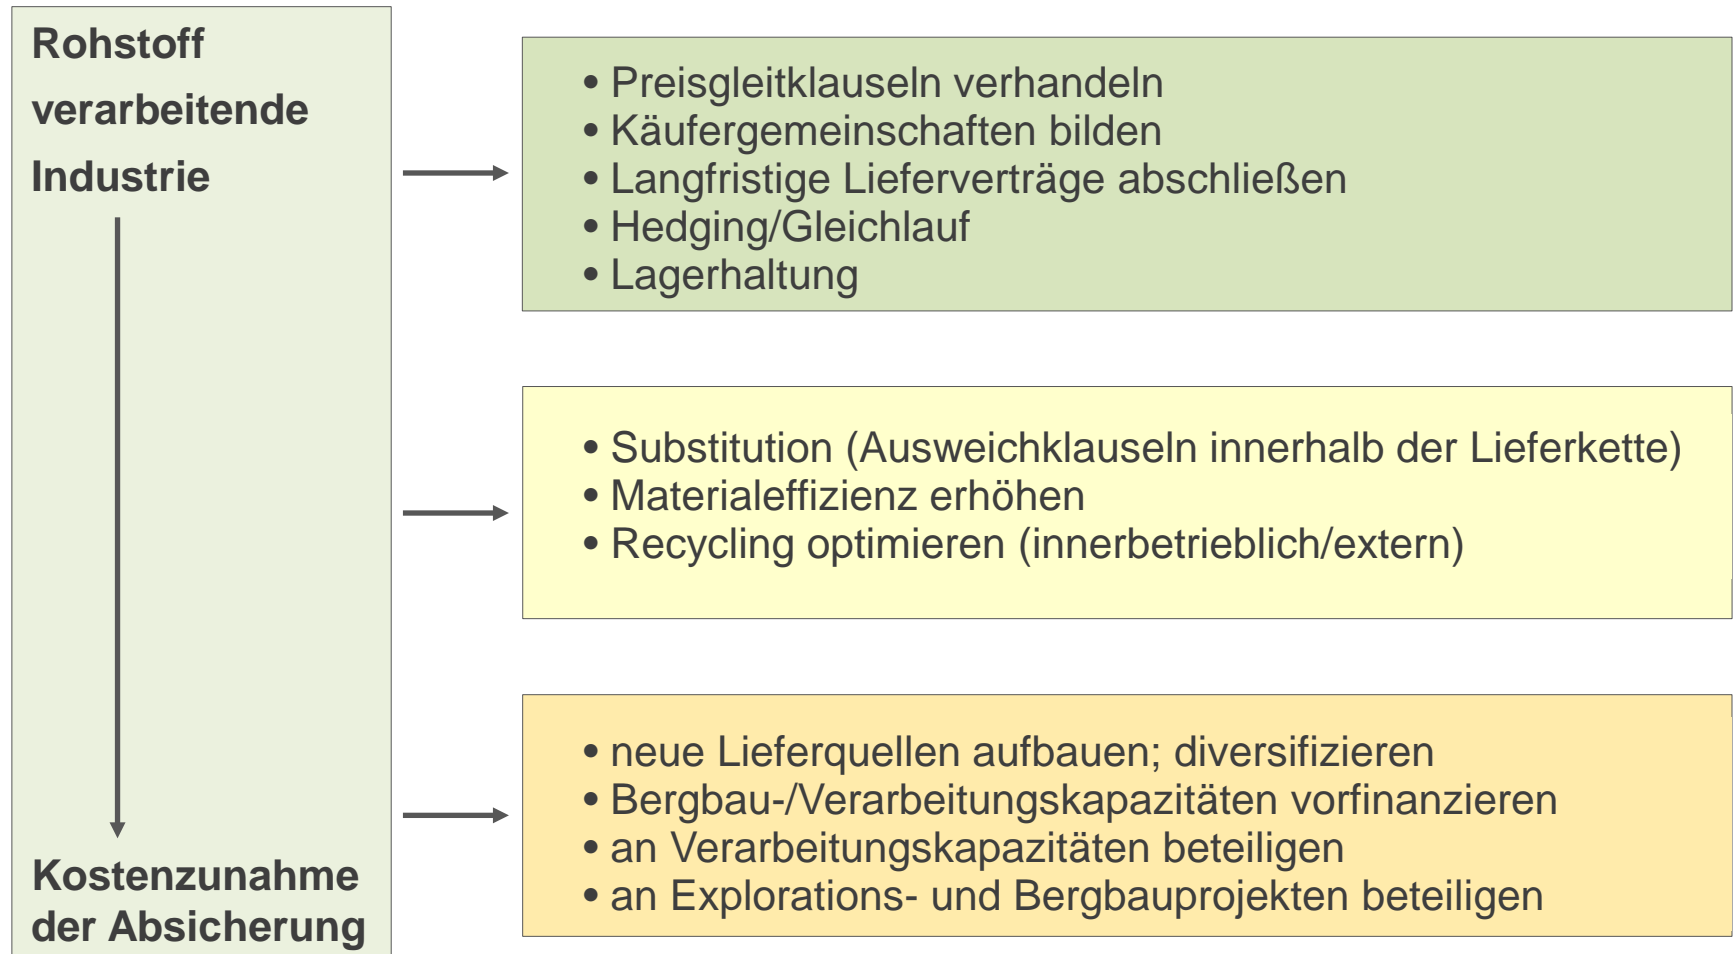 Rohstoff
verarbeitende
Industrie
• Preisgleitklauseln verhandeln
• Käufergemeinschaften bilden
• Langfristige Lieferverträge abschließen
• Hedging/Gleichlauf
• Lagerhaltung
• Substitution (Ausweichklauseln innerhalb der Lieferkette)
• Materialeffizienz erhöhen
• Recycling optimieren (innerbetrieblich/extern)
• neue Lieferquellen aufbauen; diversifizieren
• Bergbau-/Verarbeitungskapazitäten vorfinanzieren
• an Verarbeitungskapazitäten beteiligen
• an Explorations- und Bergbauprojekten beteiligen
Kostenzunahme
der Absicherung